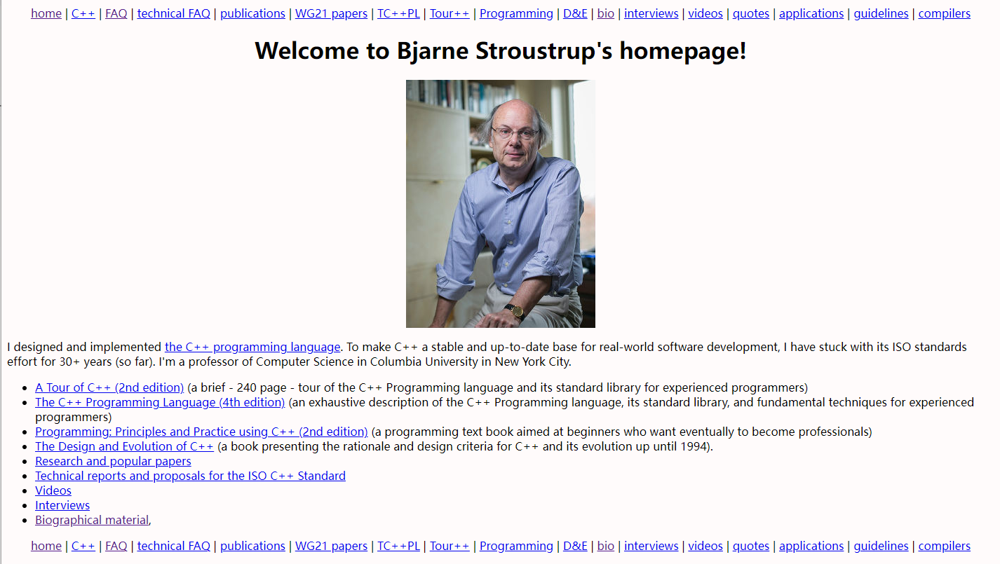 home | C++ | FAQ | technical FAQ | publications | WG21 papers | TC++PL | Tour++ | Programming | D&E | bio | interviews | videos | quotes | applications | guidelines | compilers
Welcome to Bjarne Stroustrup's homepage!
I designed and implemented the C++ programming language. To make C++ a stable and up-to-date base for real-world software development, I have stuck with its ISO standards
effort for 30+ years (so far). I'm a professor of Computer Science in Columbia University in New York City.
• A Tour of C++ (2nd edition) (a brief - 240 page - tour of the C++ Programming language and its standard library for experienced programmers)
• The C++ Programming Language (4th edition) (an exhaustive description of the C++ Programming language, its standard library, and fundamental techniques for experienced
programmers)
• Programming: Principles and Practice using C++ (2nd edition) (a programming text book aimed at beginners who want eventually to become professionals)
• The Design and Evolution of C++ (a book presenting the rationale and design criteria for C++ and its evolution up until 1994).
• Research and popular papers
• Technical reports and proposals for the ISO C++ Standard
• Videos
• Interviews
• Biographical material,
home | C++ | FAQ | technical FAQ | publications | WG21 papers | TC++PL | Tour++ | Programming | D&E | bio | interviews | videos | quotes | applications | guidelines | compilers